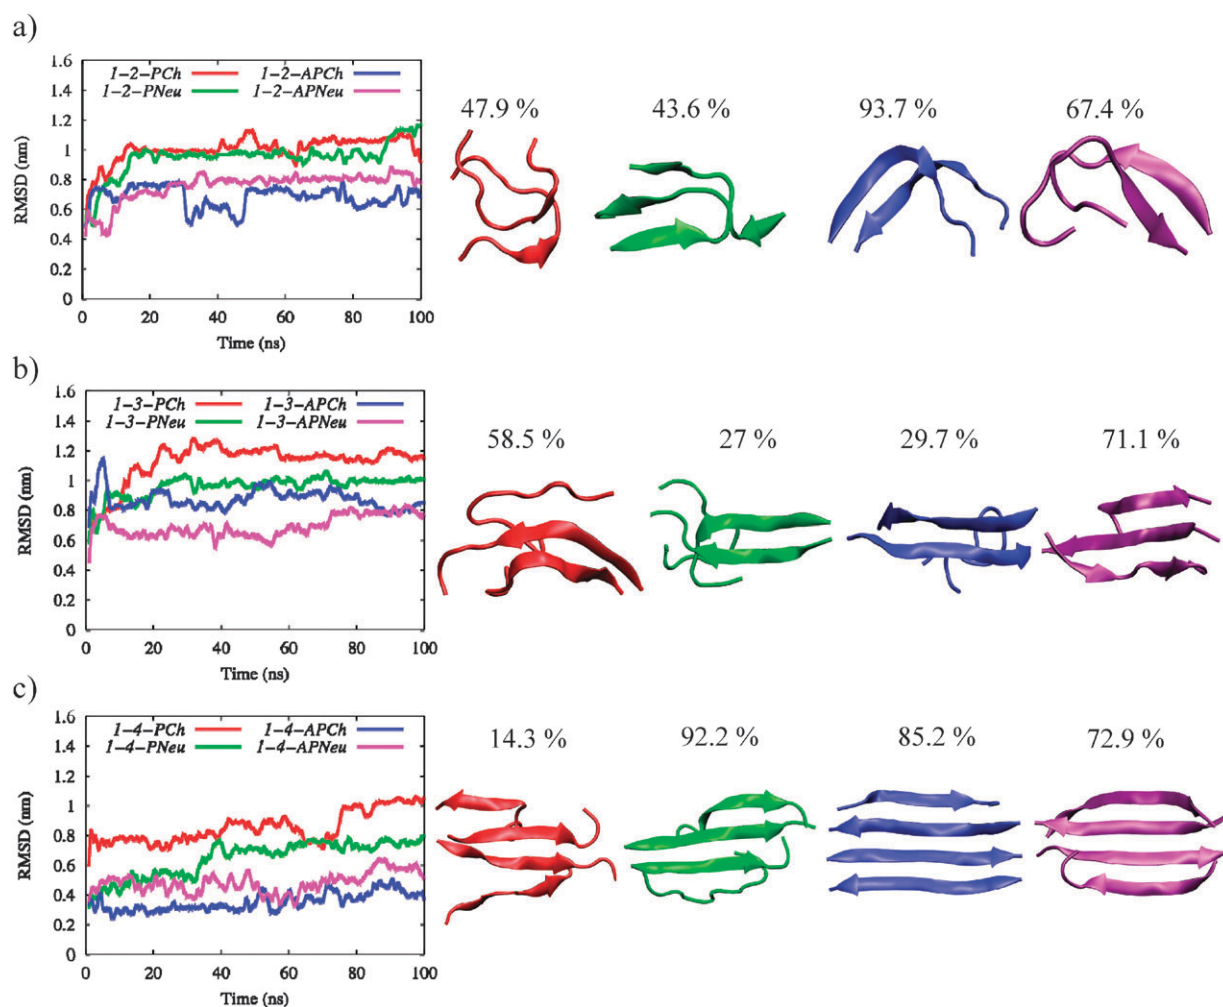 a)
1.6
1.4
1.2
1
0.8
0.6
0.4
0.2
0
RMSD (nm)
1-2-PCh 1-2-APCh
1-2-PNeu 1-2-APNeu
0 20 40 60 80 100
Time (ns)
47.9 % 43.6 % 93.7 % 67.4 %
b)
1.6
1.4
1.2
1
0.8
0.6
0.4
0.2
0
RMSD (nm)
1-3-PCh 1-3-APCh
1-3-PNeu 1-3-APNeu
0 20 40 60 80 100
Time (ns)
58.5 % 27 % 29.7 % 71.1 %
c)
1.6
1.4
1.2
1
0.8
0.6
0.4
0.2
0
RMSD (nm)
1-4-PCh 1-4-APCh
1-4-PNeu 1-4-APNeu
0 20 40 60 80 100
Time (ns)
14.3 % 92.2 % 85.2 % 72.9 %